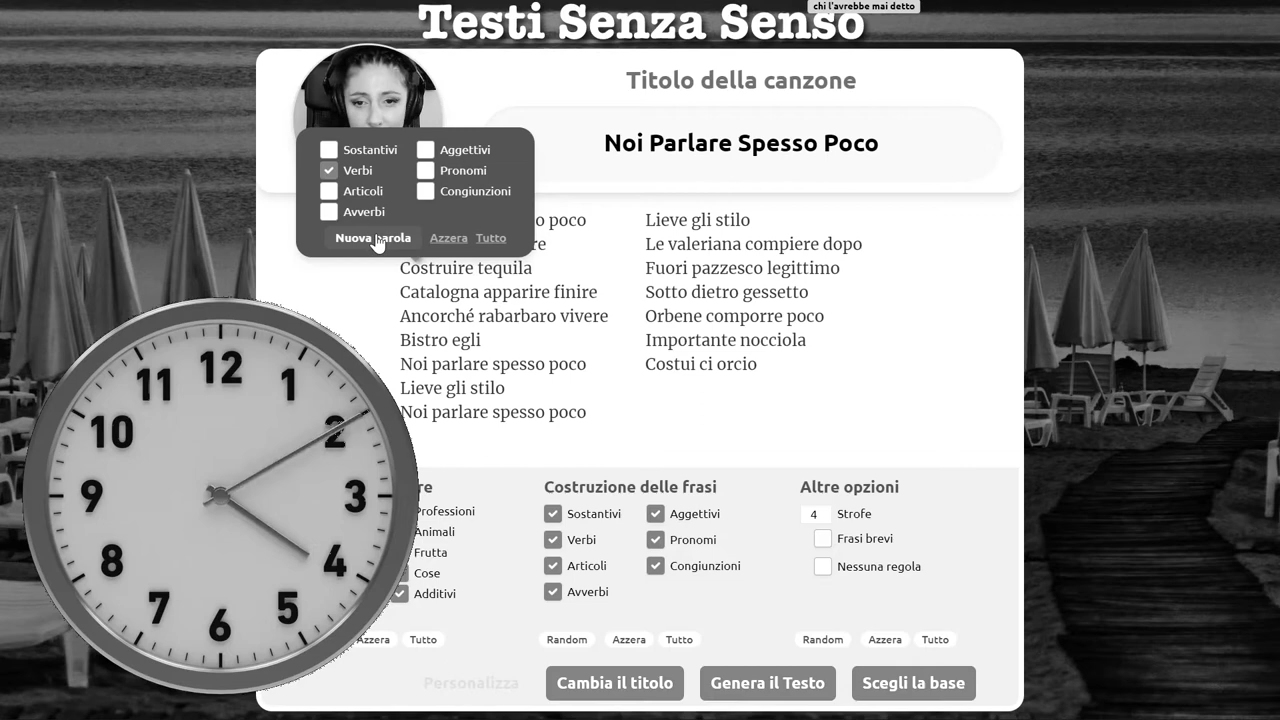 chi l'avrebbe mai detto
Testi Senza Senso
Titolo della canzone
Noi Parlare Spesso Poco
Sostantivi
Aggettivi
Verbi
Pronomi
Articoli
Congiunzioni
Avverbi
Nuova parola
Azzera
Tutto
o poco
re
Costruire tequila
Catalogna apparire finire
Ancorché rabarbaro vivere
Bistro egli
Noi parlare spesso poco
Lieve gli stilo
Noi parlare spesso poco
Lieve gli stilo
Le valeriana compiere dopo
Fuori pazzesco legittimo
Sotto dietro gessetto
Orbene comporre poco
Importante nocciola
Costui ci orcio
12
1
2
3
4
5
6
7
8
9
10
11
re
Professioni
Animali
Frutta
Cose
Additivi
Azzera
Tutto
Costruzione delle frasi
Sostantivi
Aggettivi
Verbi
Pronomi
Articoli
Congiunzioni
Avverbi
Random
Azzera
Tutto
Altre opzioni
4 Strofe
Frasi brevi
Nessuna regola
Random
Azzera
Tutto
Personalizza
Cambia il titolo
Genera il Testo
Scegli la base